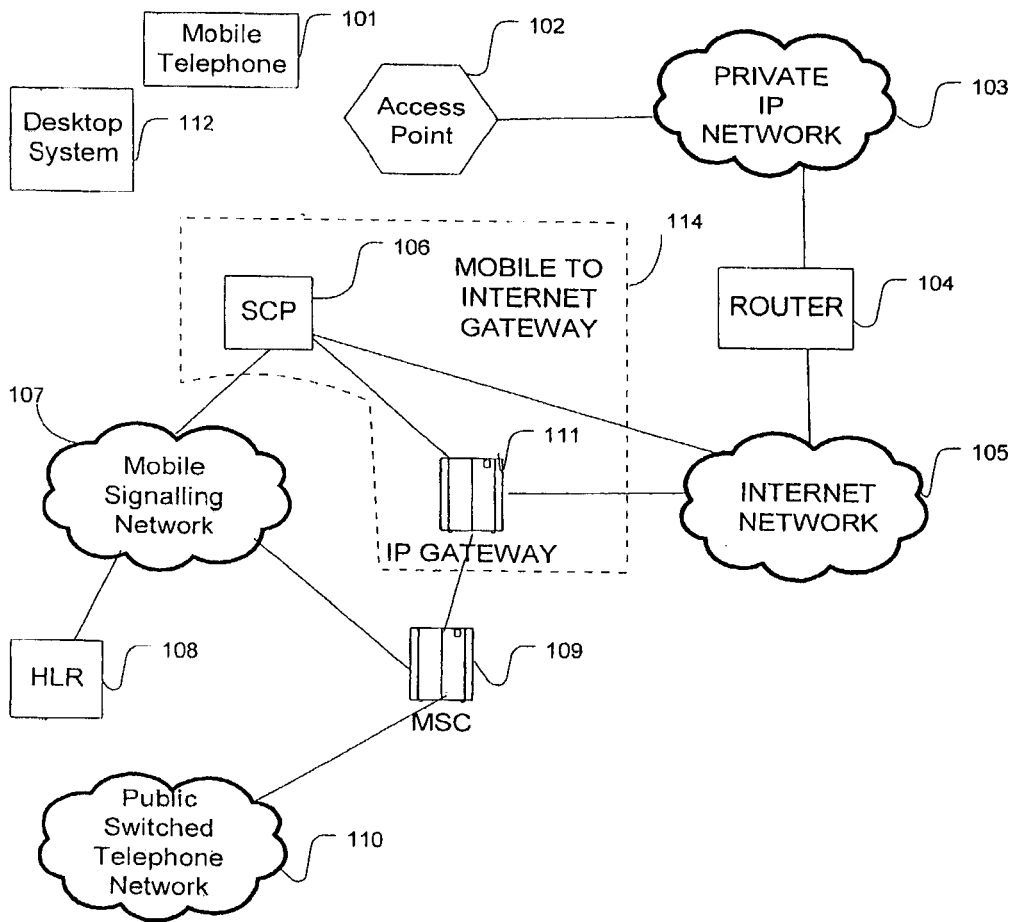 101
Mobile
Telephone
102
Access
Point
PRIVATE
IP
NETWORK
103
Desktop
System
112
106
SCP
MOBILE TO
INTERNET
GATEWAY
114
ROUTER
104
107
Mobile
Signalling
Network
111
IP GATEWAY
INTERNET
NETWORK
105
HLR
108
109
MSC
Public
Switched
Telephone
Network
110